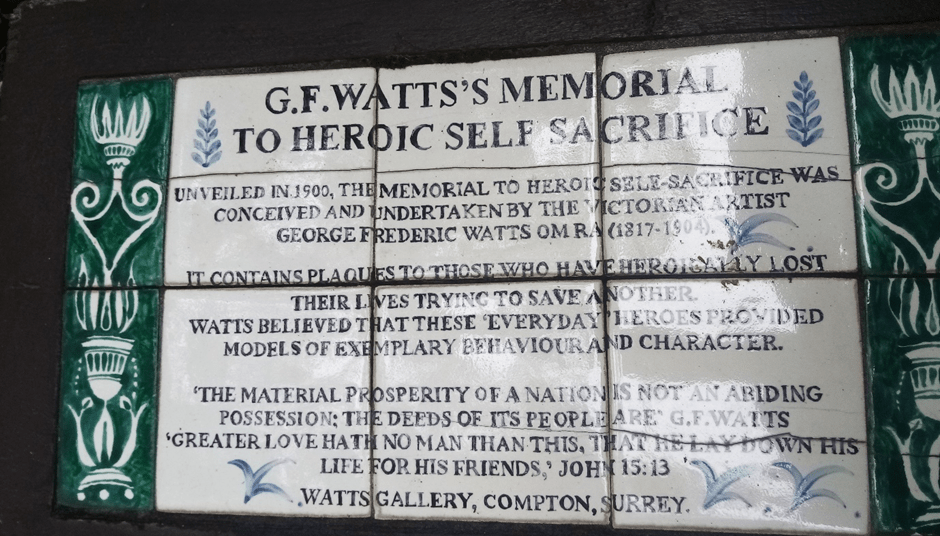 G.F.WATTS'S MEMORIAL
TO HEROIC SELF SACRIFICE
UNVEILED IN 1900, THE MEMORIAL TO HEROIC SELF-SACRIFICE WAS
CONCEIVED AND UNDERTAKEN BY THE VICTORIAN ARTIST
GEORGE FREDERIC WATTS OM RA (1817-1904).
IT CONTAINS PLAQUES TO THOSE WHO HAVE HEROICALLY LOST
THEIR LIVES TRYING TO SAVE ANOTHER.
WATTS BELIEVED THAT THESE 'EVERYDAY' HEROES PROVIDED
MODELS OF EXEMPLARY BEHAVIOUR AND CHARACTER.
'THE MATERIAL PROSPERITY OF A NATION IS NOT AN ABIDING
POSSESSION; THE DEEDS OF ITS PEOPLE ARE' G.F.WATTS
'GREATER LOVE HATH NO MAN THAN THIS, THAT HE LAY DOWN HIS
LIFE FOR HIS FRIENDS,' JOHN 15:13
WATTS GALLERY, COMPTON, SURREY.